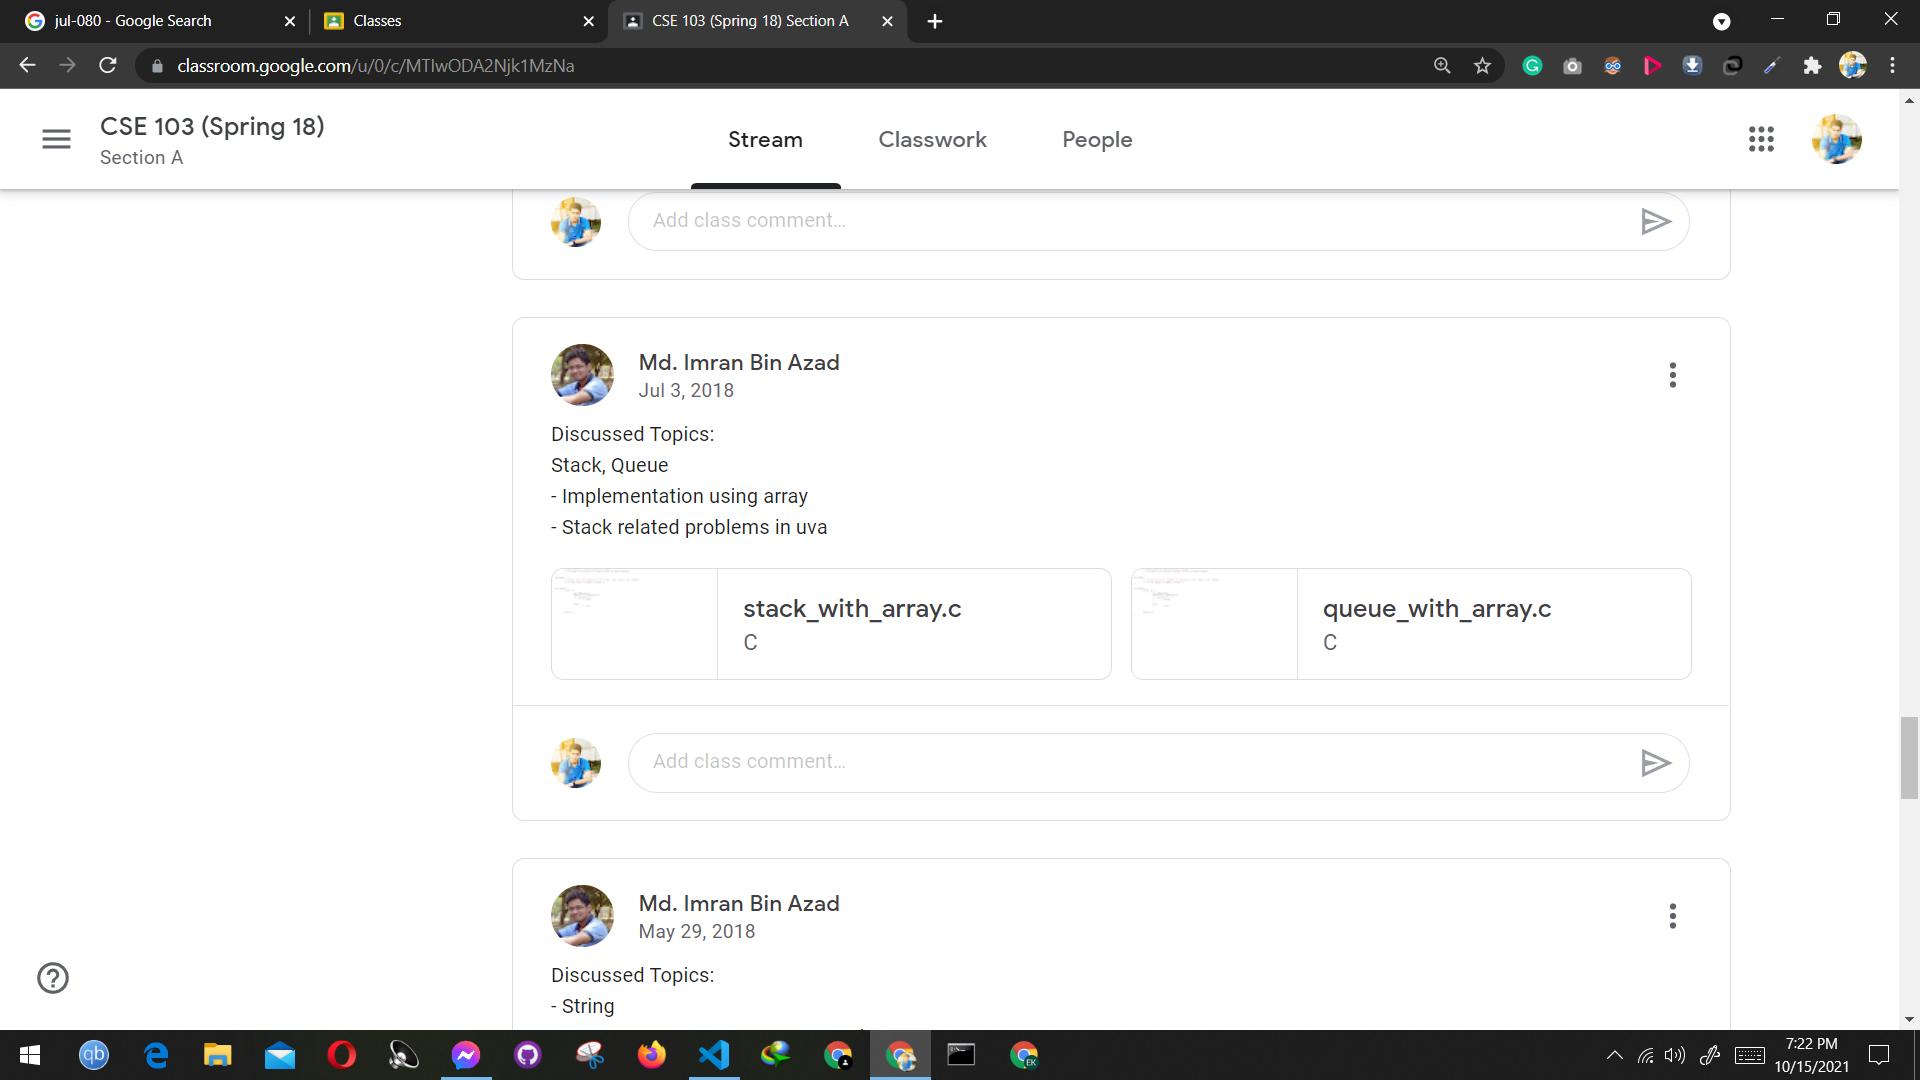 jul-080 - Google Search
Classes
CSE 103 (Spring 18) Section A
classroom.google.com/u/0/c/MTIwODA2Njk1MzNa
CSE 103 (Spring 18)
Section A
Stream
Classwork
People
Add class comment…
Md. Imran Bin Azad
Jul 3, 2018
Discussed Topics:
Stack, Queue
- Implementation using array
- Stack related problems in uva
stack_with_array.c
C
queue_with_array.c
C
Add class comment…
Md. Imran Bin Azad
May 29, 2018
Discussed Topics:
- String
qb
EK
7:22 PM
10/15/2021